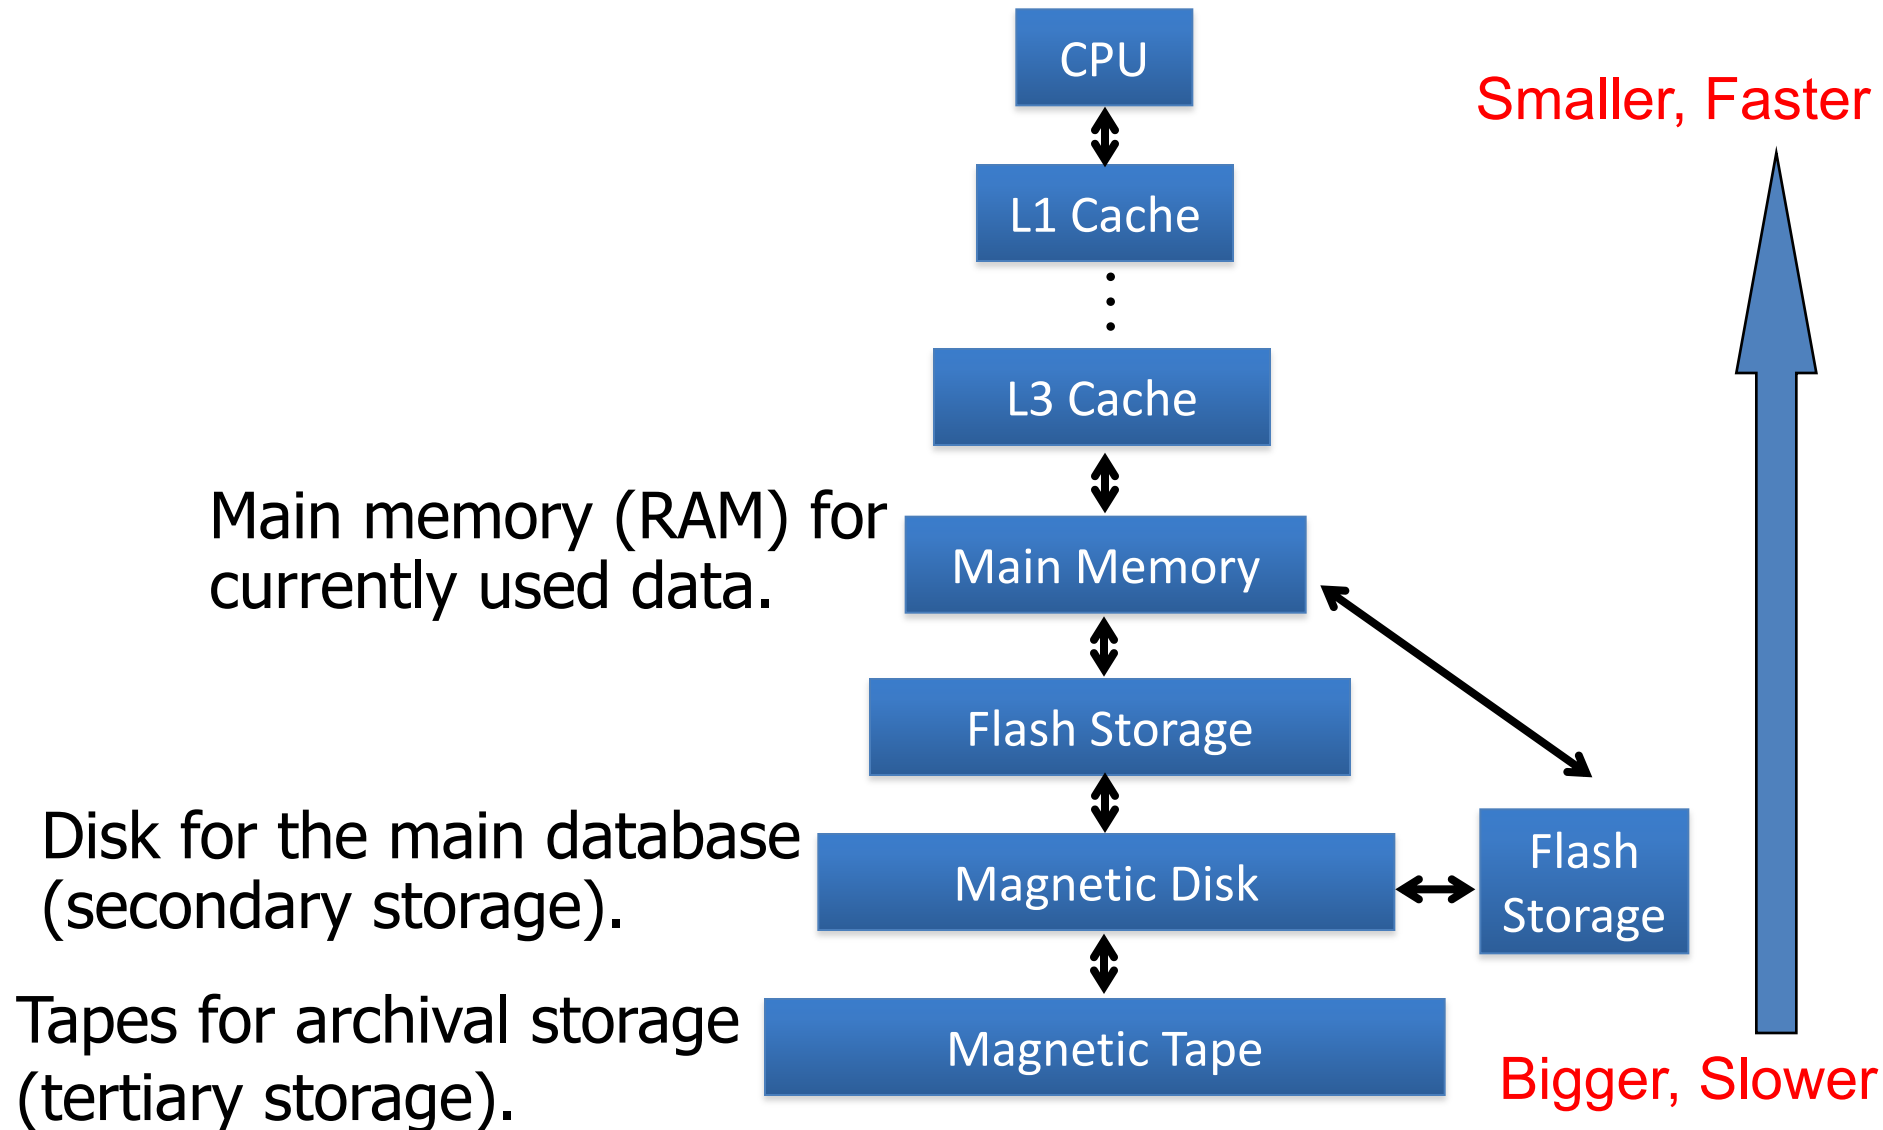 CPU
Smaller, Faster
L1 Cache
L3 Cache
Main memory (RAM) for
currently used data.
Main Memory
Flash Storage
Disk for the main database
(secondary storage).
Magnetic Disk
Flash
Storage
Tapes for archival storage
(tertiary storage).
Magnetic Tape
Bigger, Slower